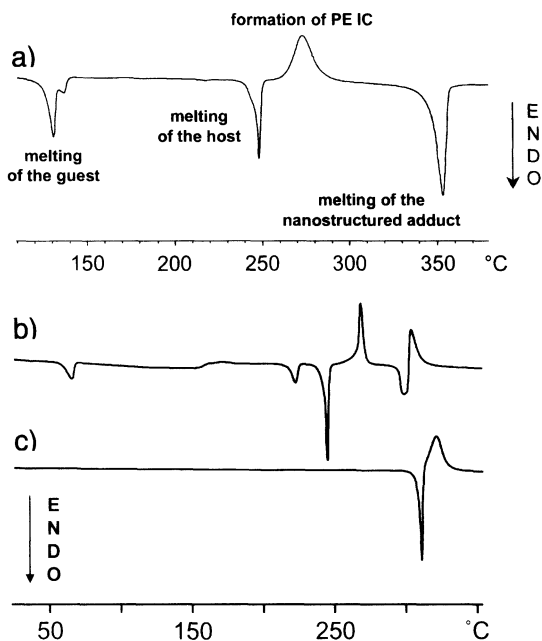 formation of PE IC
a)
melting
of the host
melting
of the guest
melting of the
nanostructured adduct
E
N
D
O
150 200 250 300 350 °C
b)
c)
E
N
D
O
50 150 250 °C